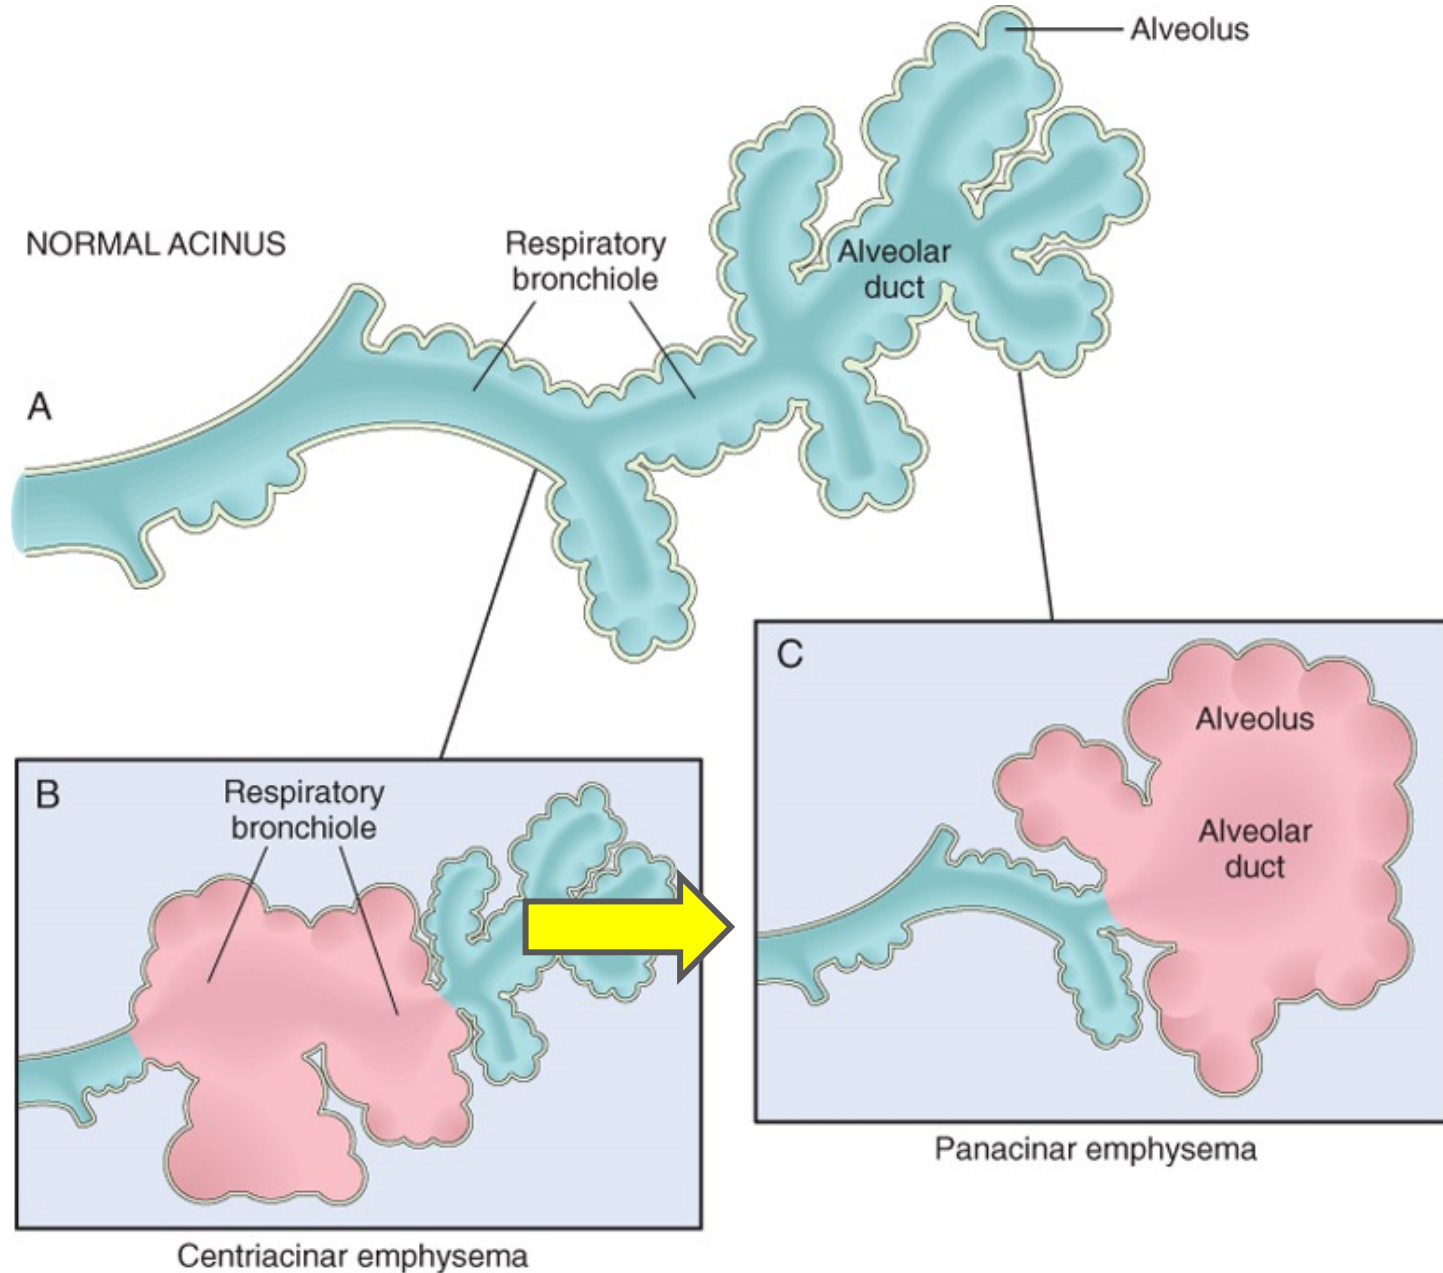 Alveolus
NORMAL ACINUS
Respiratory
bronchiole
Alveolar
duct
A
B
Respiratory
bronchiole
Centriacinar emphysema
C
Alveolus
Alveolar
duct
Panacinar emphysema